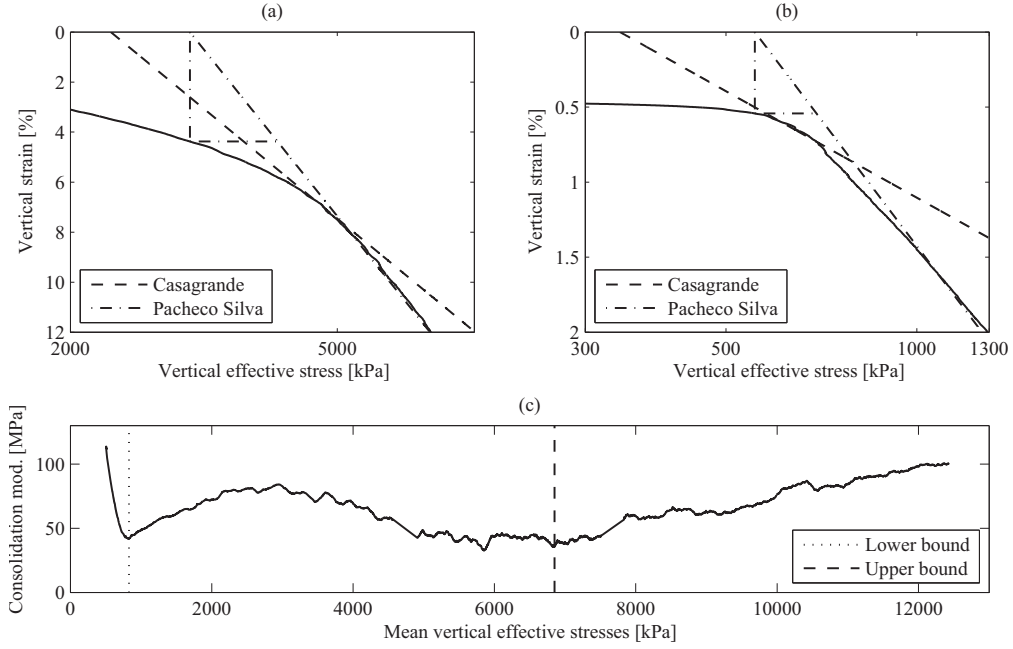 (a)
0
2
4
6
8
10
12
Vertical strain [%]
2000
5000
Vertical effective stress [kPa]
Casagrande
Pacheco Silva
(b)
0
0.5
1
1.5
2
Vertical strain [%]
300
500
1000
1300
Vertical effective stress [kPa]
Casagrande
Pacheco Silva
(c)
Consolidation mod. [MPa]
100
50
0
0
2000
4000
6000
8000
10000
12000
Mean vertical effective stresses [kPa]
Lower bound
Upper bound